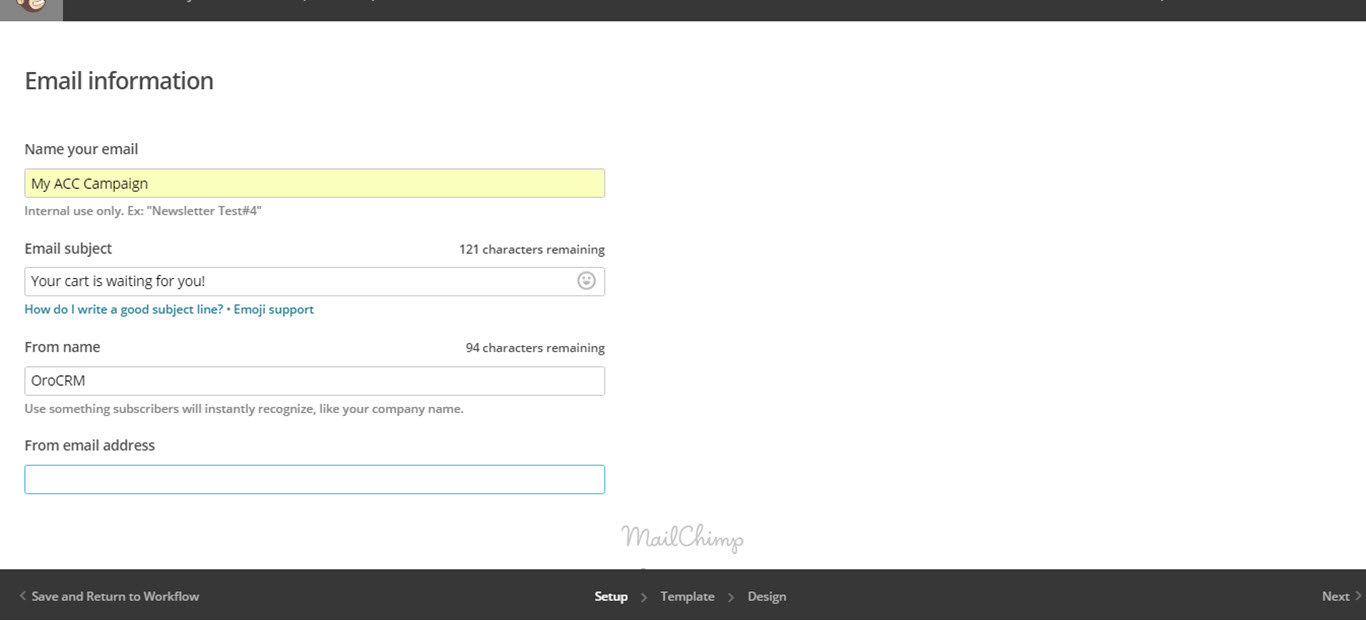 Email information
Name your email
My ACC Campaign
Internal use only. Ex: "Newsletter Test#4"
Email subject 121 characters remaining
Your cart is waiting for you!
How do I write a good subject line? • Emoji support
From name 94 characters remaining
OroCRM
Use something subscribers will instantly recognize, like your company name.
From email address
MailChimp
Save and Return to Workflow Setup Template Design Next